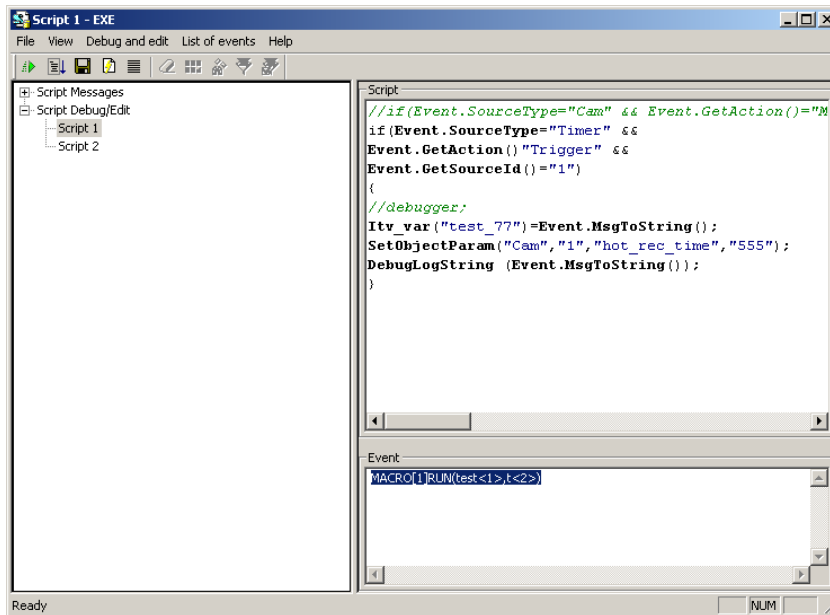 Script 1 - EXE
File View Debug and edit List of events Help
Script Messages
Script Debug/Edit
Script 1
Script 2
Script
//if(Event.SourceType="Cam" && Event.GetAction()="M
if(Event.SourceType="Timer" &&
Event.GetAction()"Trigger" &&
Event.GetSourceId()="1")
{
//debugger;
Itv_var("test_77")=Event.MsgToString();
SetObjectParam("Cam","1","hot_rec_time","555");
DebugLogString (Event.MsgToString());
}
Event
MACRO[1]RUN(test<1>,t<2>)
Ready
NUM